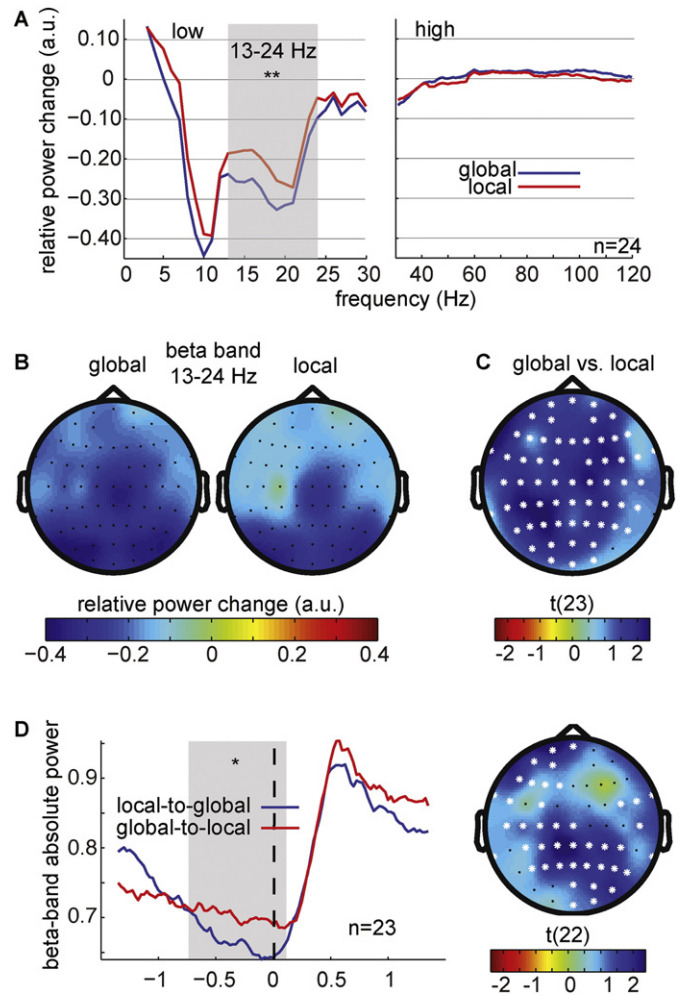 A
relative power change (a.u.)
low
13-24 Hz
**
high
0.10
0
−0.10
−0.20
−0.30
−0.40
0 5 10 15 20 25 30
global
local
n=24
40 60 80 100 120
frequency (Hz)
B
global
beta band
13-24 Hz
local
C
global vs. local
relative power change (a.u.)
−0.4 −0.2 0 0.2 0.4
t(23)
-2 -1 0 1 2
D
beta-band absolute power
*
local-to-global
global-to-local
0.9
0.8
0.7
n=23
−1 −0.5 0 0.5 1
t(22)
-2 -1 0 1 2